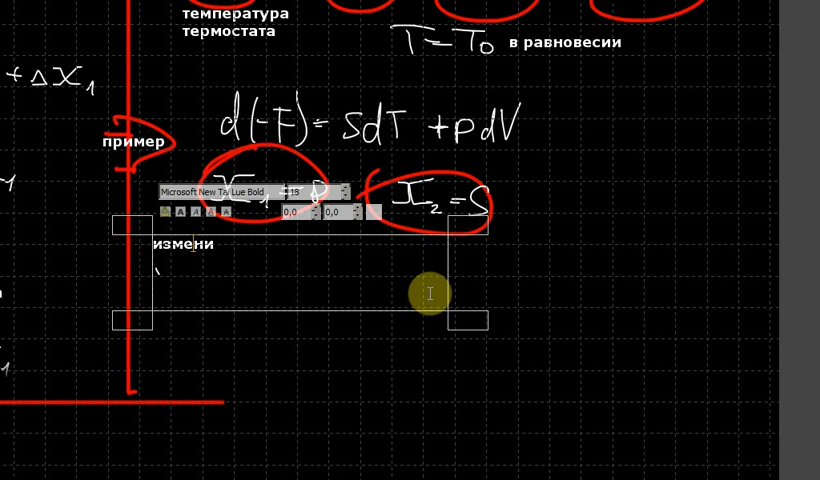 температура
термостата
T = T₀ в равновесии
+ Δ X₁
d(-F) = SdT + pdV
пример
X₁ = P X₂ = S
Microsoft New Tai Lue Bold 18
0,0 0,0
измени